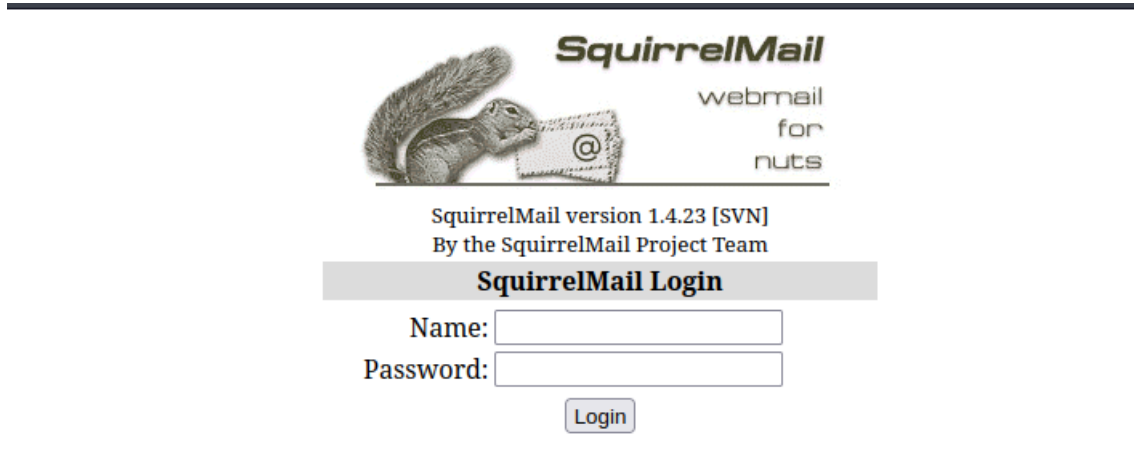 SquirrelMail
webmail
for
nuts
@
SquirrelMail version 1.4.23 [SVN]
By the SquirrelMail Project Team
SquirrelMail Login
Name:
Password:
Login